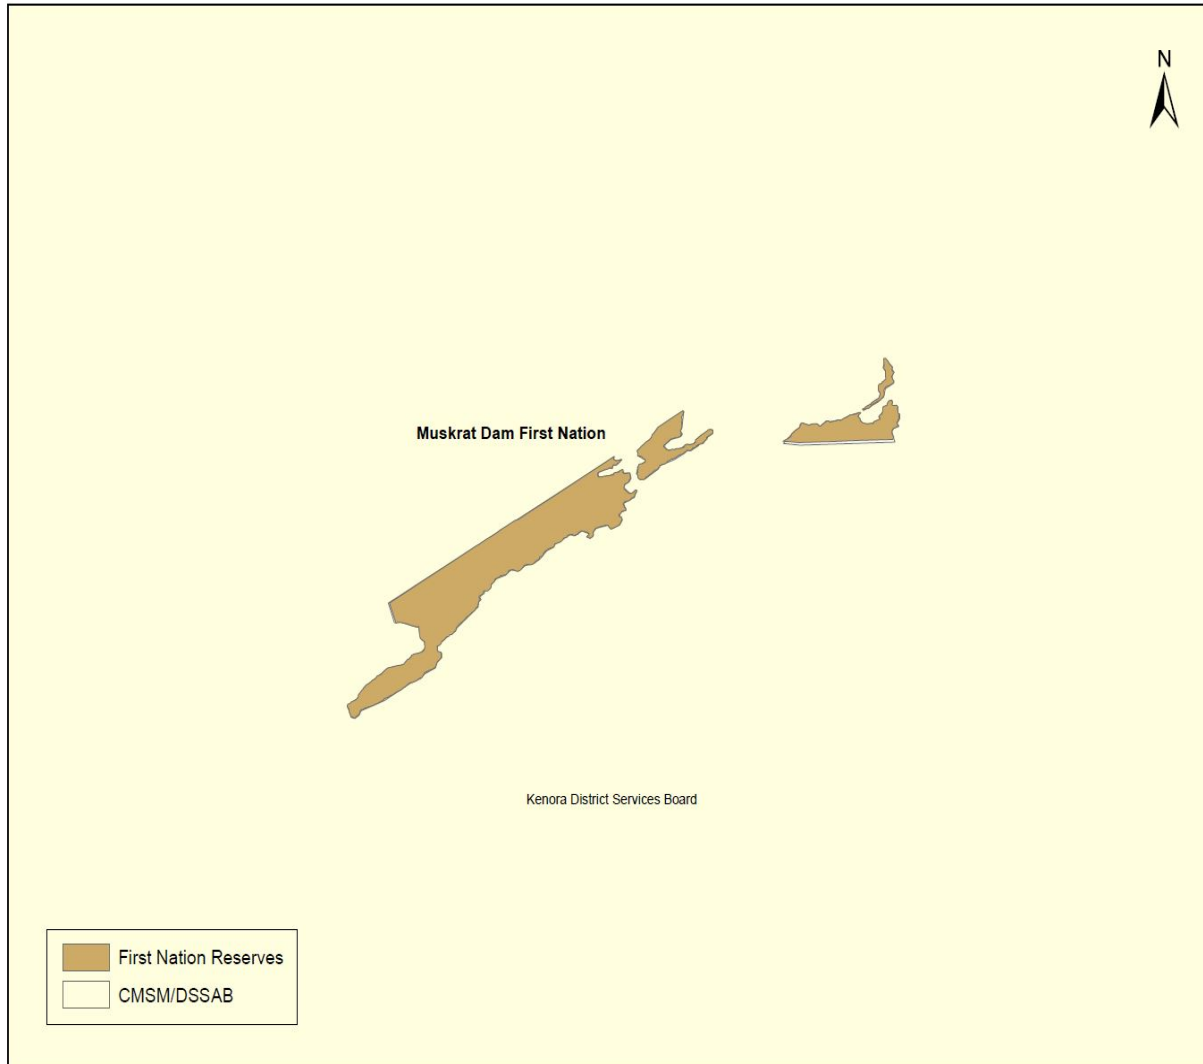 N
Muskrat Dam First Nation
Kenora District Services Board
First Nation Reserves
CMSM/DSSAB